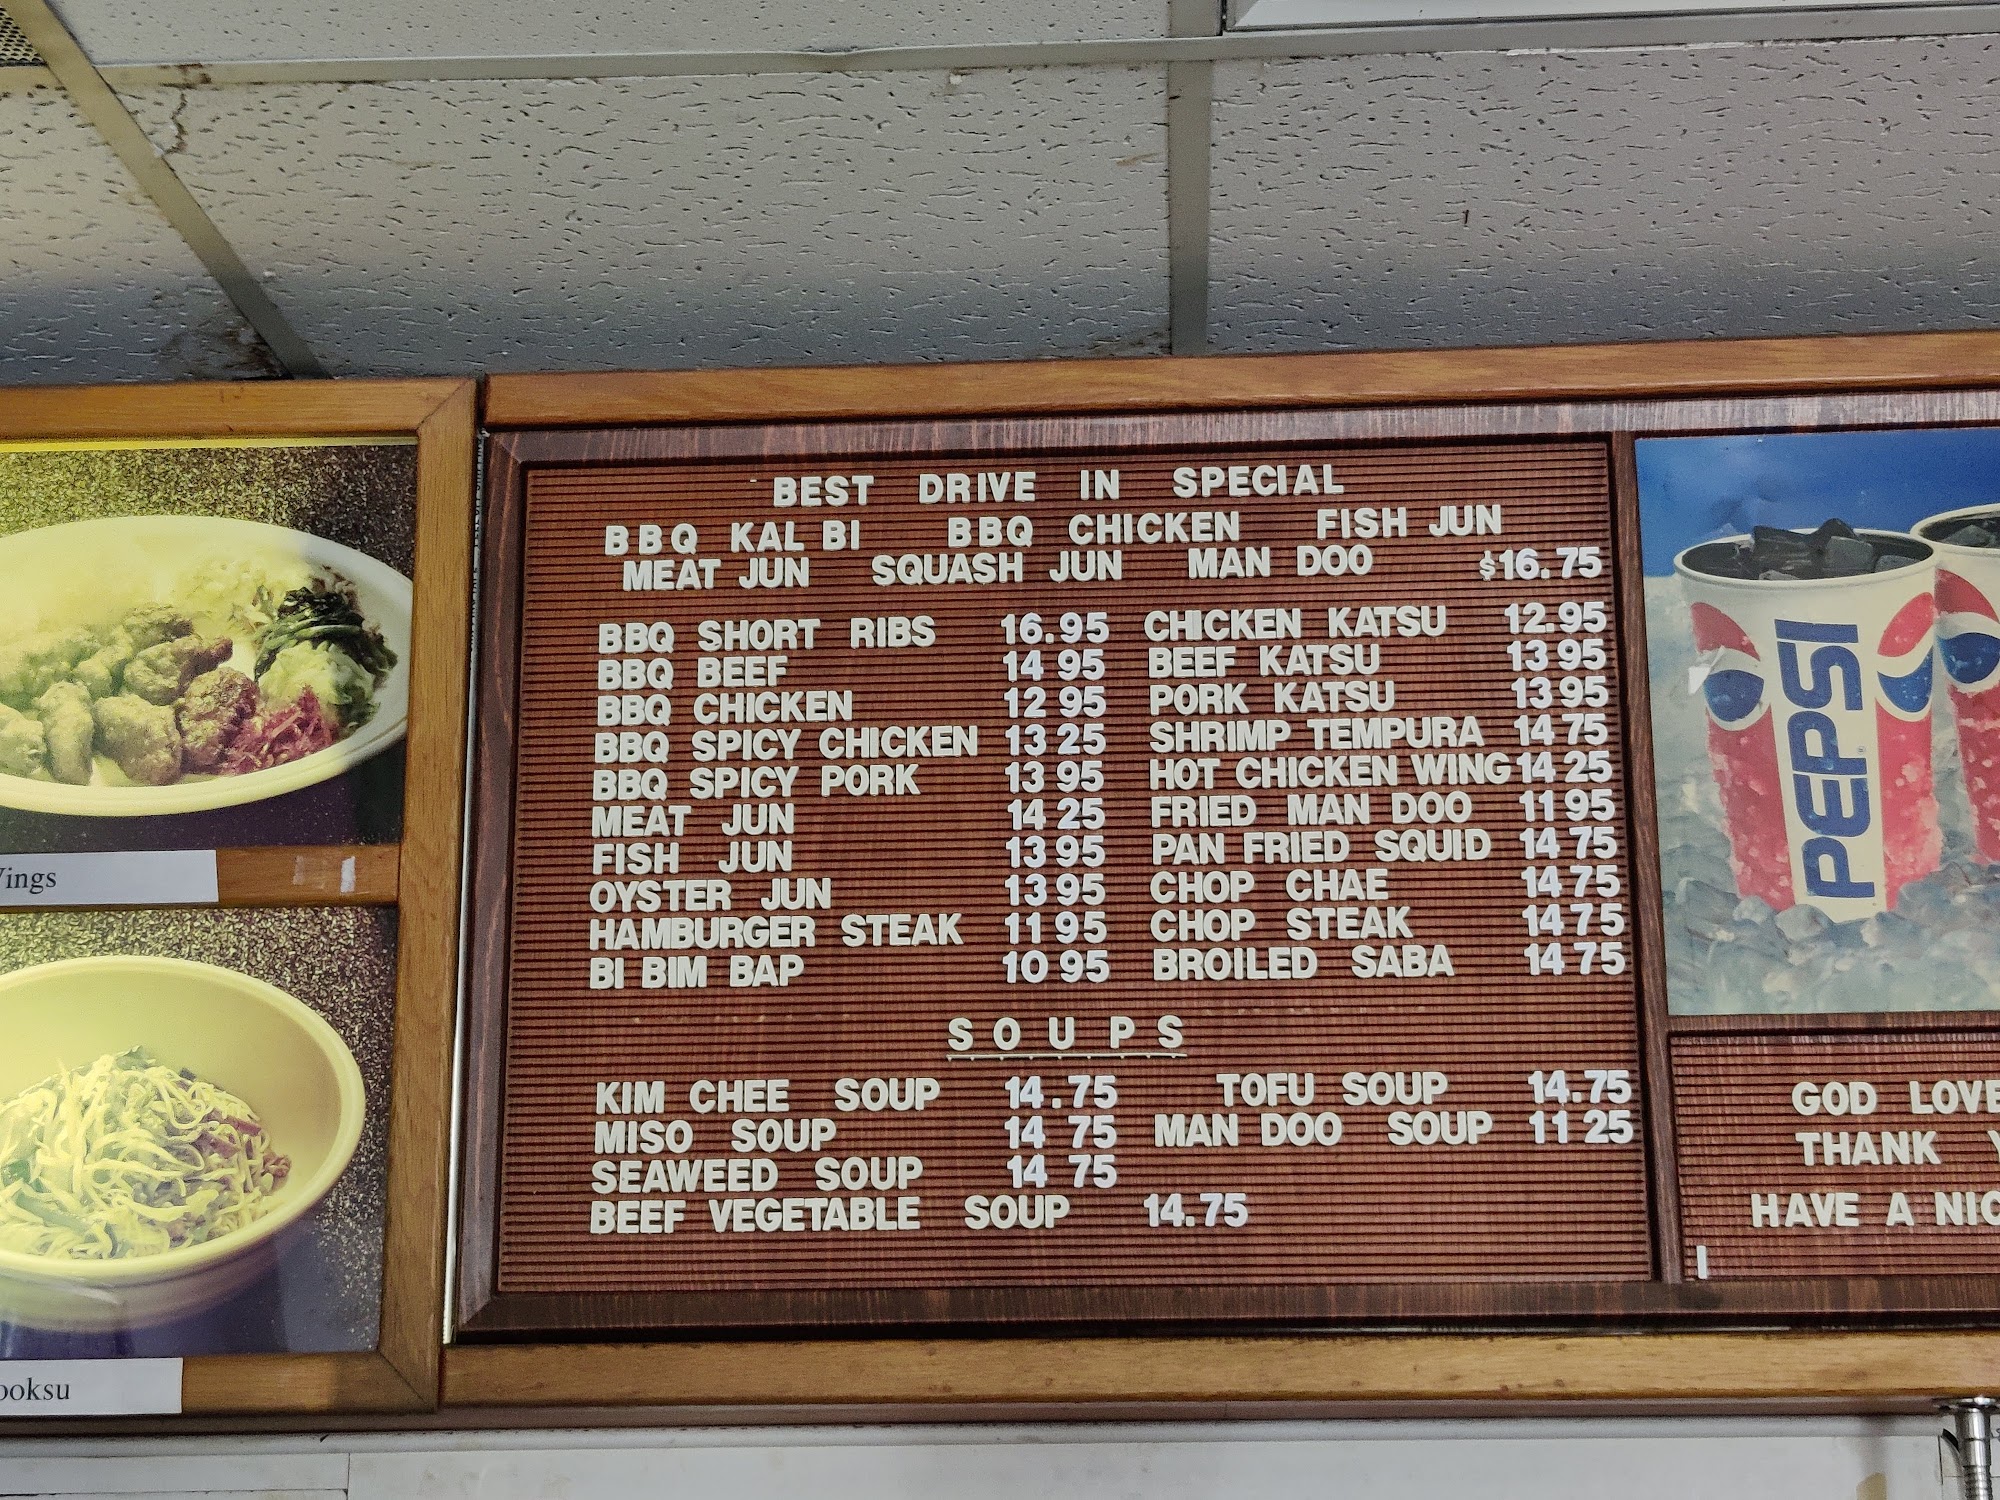 BEST DRIVE IN SPECIAL
BBQ KAL BI BBQ CHICKEN FISH JUN
MEAT JUN SQUASH JUN MAN DOO $16.75
BBQ SHORT RIBS 16.95
BBQ BEEF 14 95
BBQ CHICKEN 12 95
BBQ SPICY CHICKEN 13 25
BBQ SPICY PORK 13 95
MEAT JUN 14 25
FISH JUN 13 95
OYSTER JUN 13 95
HAMBURGER STEAK 11 95
BI BIM BAP 10 95
CHICKEN KATSU 12.95
BEEF KATSU 13 95
PORK KATSU 13 95
SHRIMP TEMPURA 14 75
HOT CHICKEN WING 14 25
FRIED MAN DOO 11 95
PAN FRIED SQUID 14 75
CHOP CHAE 14 75
CHOP STEAK 14 75
BROILED SABA 14 75
SOUPS
KIM CHEE SOUP 14.75
MISO SOUP 14 75
SEAWEED SOUP 14 75
BEEF VEGETABLE SOUP 14.75
TOFU SOUP 14.75
MAN DOO SOUP 11 25
PEPSI
GOD LOVE
THANK
HAVE A NIC
ings
ooksu